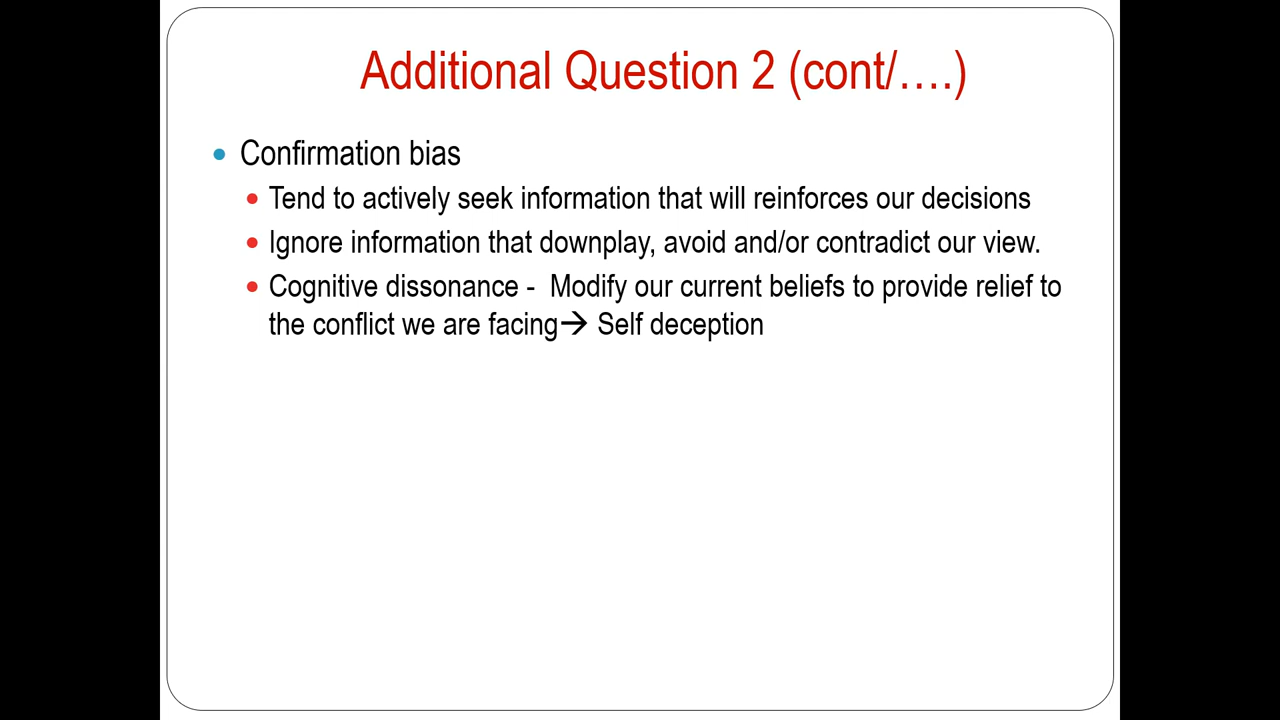 Additional Question 2 (cont/….)
• Confirmation bias
• Tend to actively seek information that will reinforces our decisions
• Ignore information that downplay, avoid and/or contradict our view.
• Cognitive dissonance -  Modify our current beliefs to provide relief to
the conflict we are facing→ Self deception